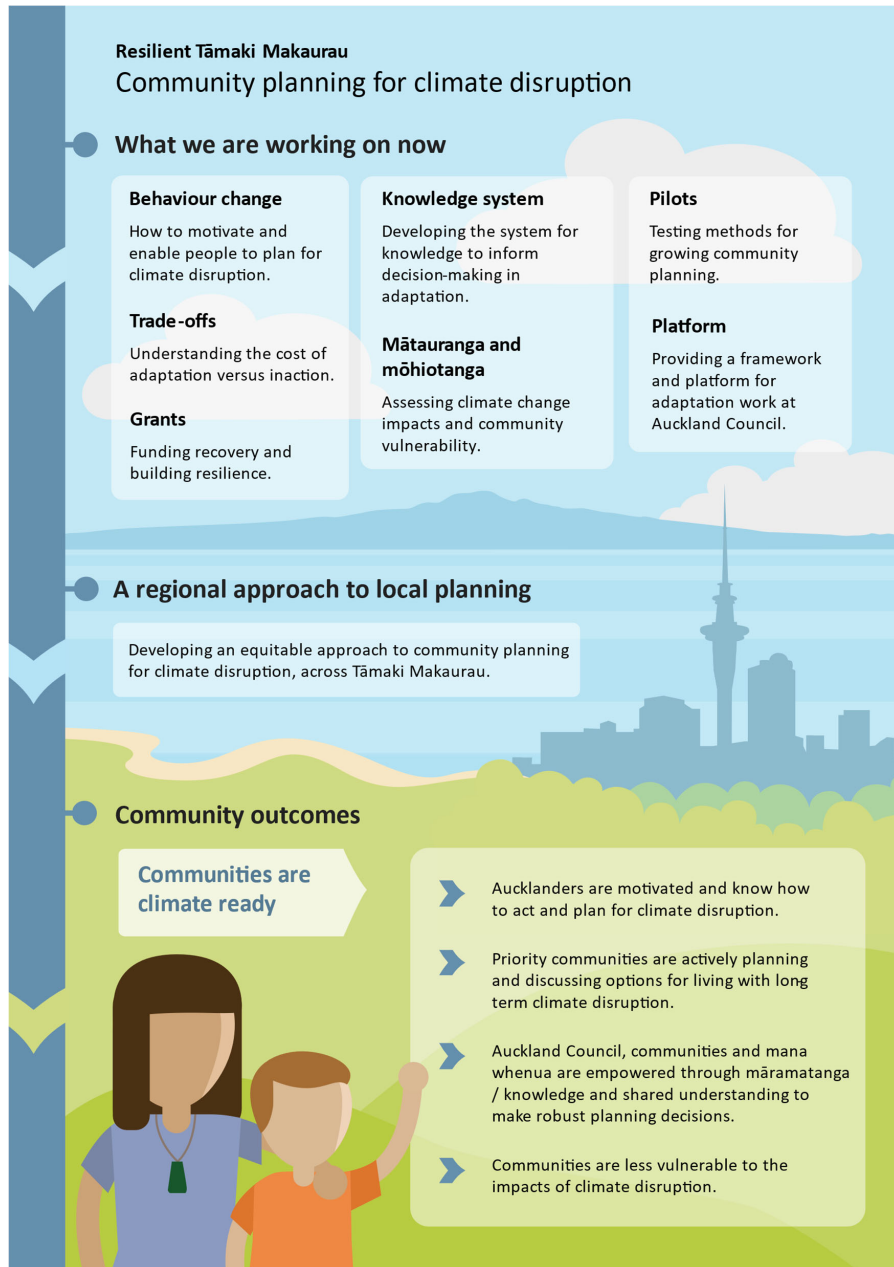 Resilient Tāmaki Makaurau
Community planning for climate disruption
What we are working on now
Behaviour change
How to motivate and
enable people to plan for
climate disruption.
Trade-offs
Understanding the cost of
adaptation versus inaction.
Grants
Funding recovery and
building resilience.
Knowledge system
Developing the system for
knowledge to inform
decision-making in
adaptation.
Mātauranga and
mōhiotanga
Assessing climate change
impacts and community
vulnerability.
Pilots
Testing methods for
growing community
planning.
Platform
Providing a framework
and platform for
adaptation work at
Auckland Council.
A regional approach to local planning
Developing an equitable approach to community planning
for climate disruption, across Tāmaki Makaurau.
Community outcomes
Communities are
climate ready
Aucklanders are motivated and know how
to act and plan for climate disruption.
Priority communities are actively planning
and discussing options for living with long-
term climate disruption.
Auckland Council, communities and mana
whenua are empowered through māramatanga
/ knowledge and shared understanding to
make robust planning decisions.
Communities are less vulnerable to the
impacts of climate disruption.